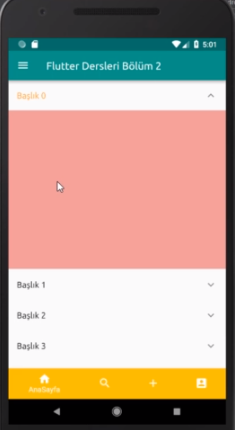 5:01
Flutter Dersleri Bölüm 2
Başlık 0
Başlık 1
Başlık 2
Başlık 3
AnaSayfa